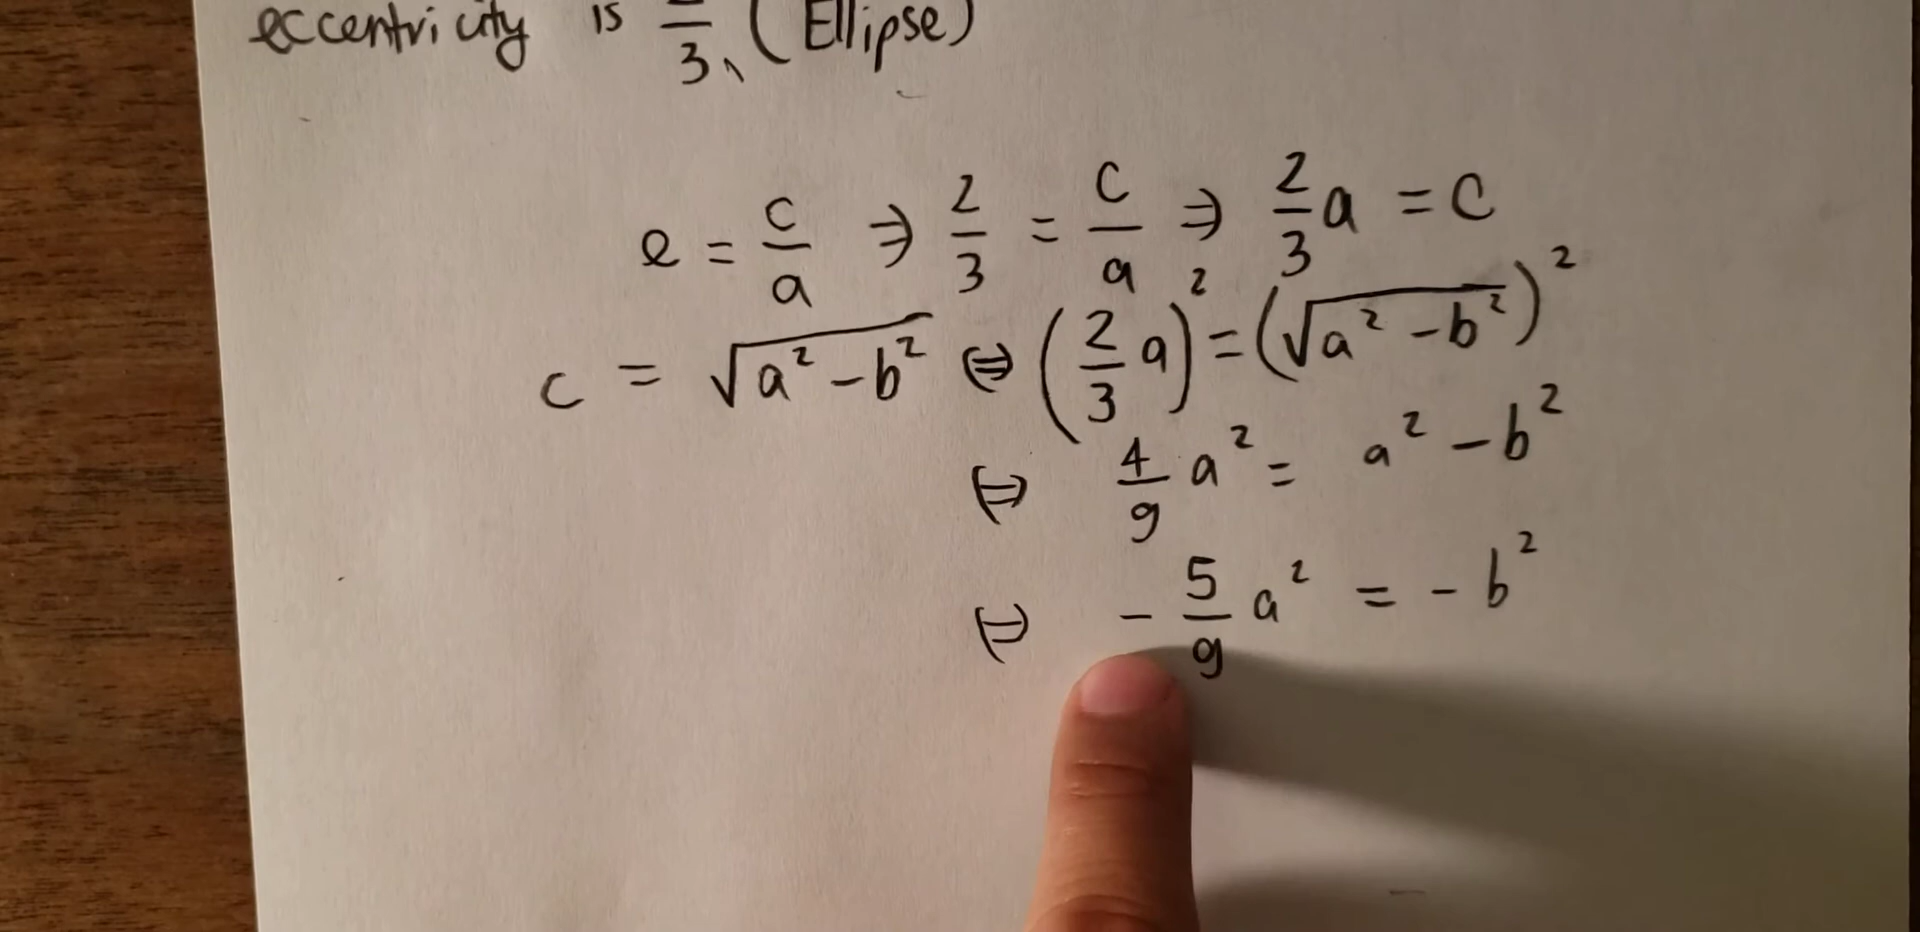 eccentricity is 2/3, (Ellipse)
e = c/a ⇒ 2/3 = c/a ⇒ 2/3 a = c
c = √(a² - b²) ⇔ (2/3 a)² = (√(a² - b²))²
⇔ 4/9 a² = a² - b²
⇔ - 5/9 a² = - b²